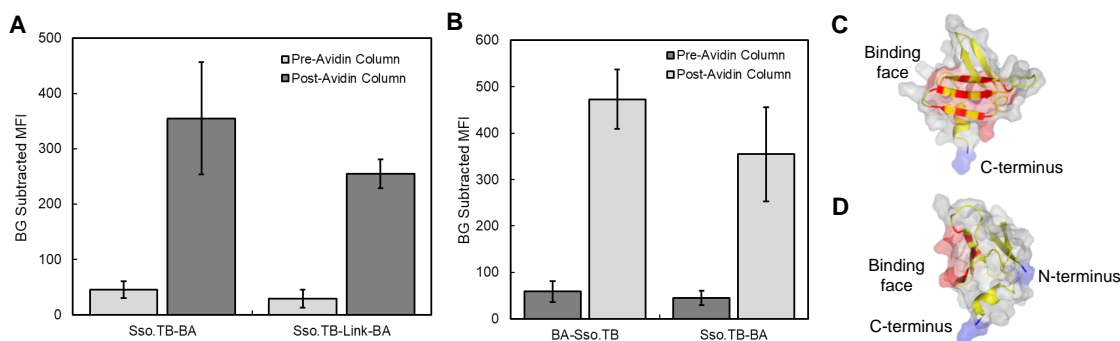 A
BG Subtracted MFI
500
400
300
200
100
0
Pre-Avidin Column
Post-Avidin Column
Sso.TB-BA
Sso.TB-Link-BA
B
BG Subtracted MFI
600
500
400
300
200
100
0
Pre-Avidin Column
Post-Avidin Column
BA-Sso.TB
Sso.TB-BA
C
Binding
face
C-terminus
D
Binding
face
N-terminus
C-terminus